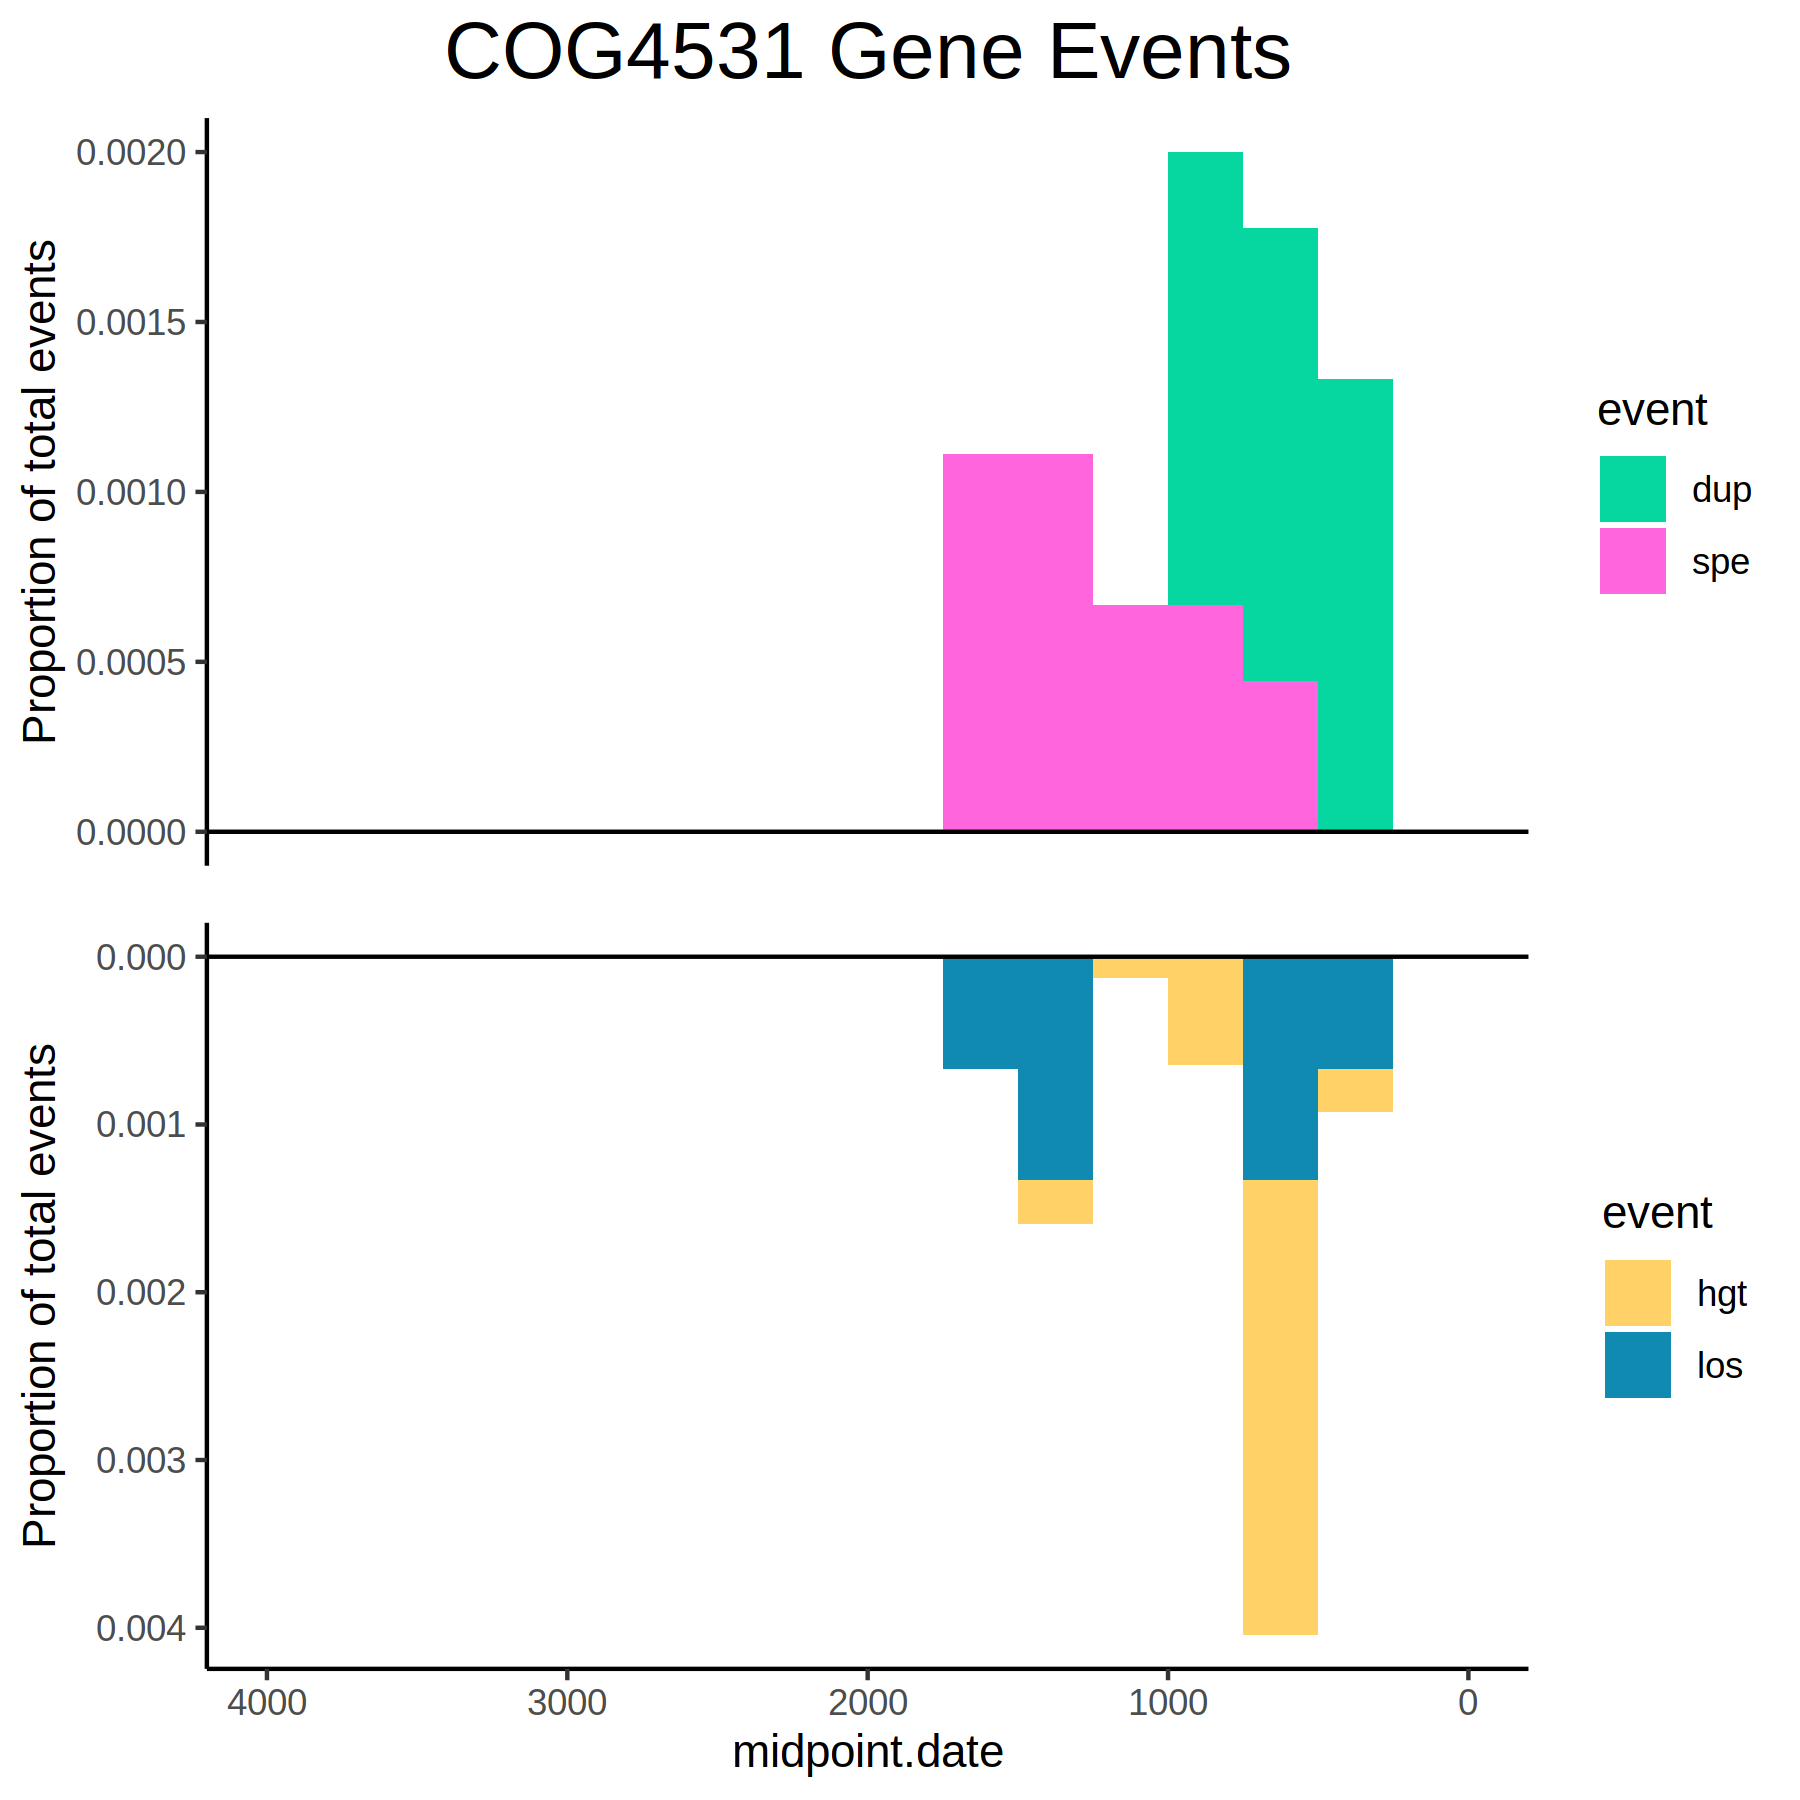 COG4531 Gene Events
Proportion of total events
0.0020
0.0015
0.0010
0.0005
0.0000
event
dup
spe
Proportion of total events
0.000
0.001
0.002
0.003
0.004
event
hgt
los
4000 3000 2000 1000 0
midpoint.date